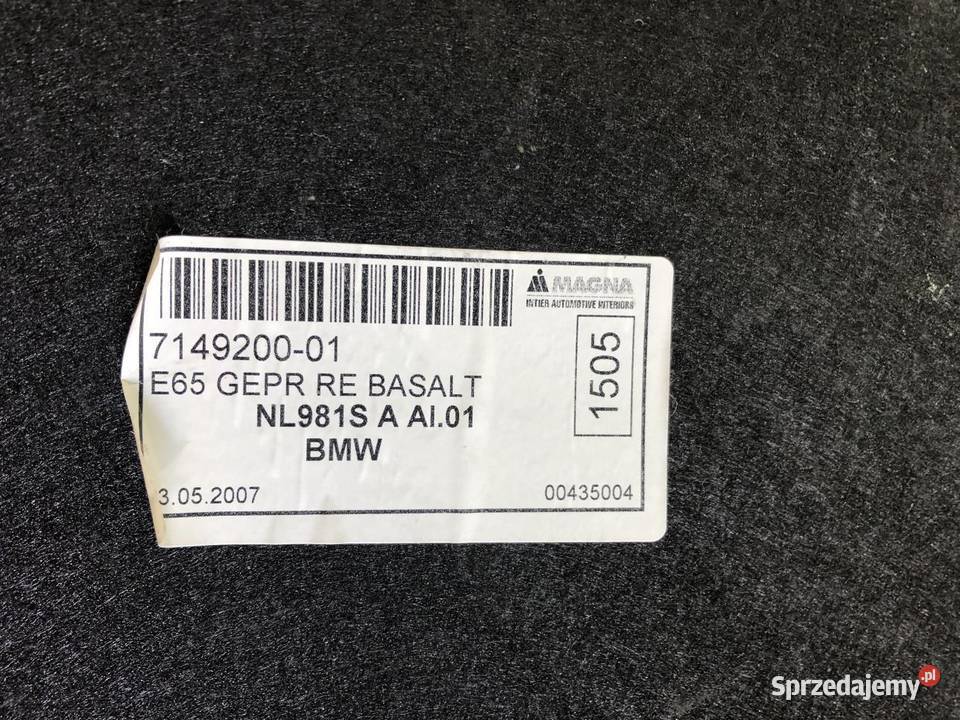 MAGNA
INTIER AUTOMOTIVE INTERIORS
7149200-01
1505
E65 GEPR RE BASALT
NL981S A AI.01
BMW
3.05.2007
00435004
Sprzedajemy.pl